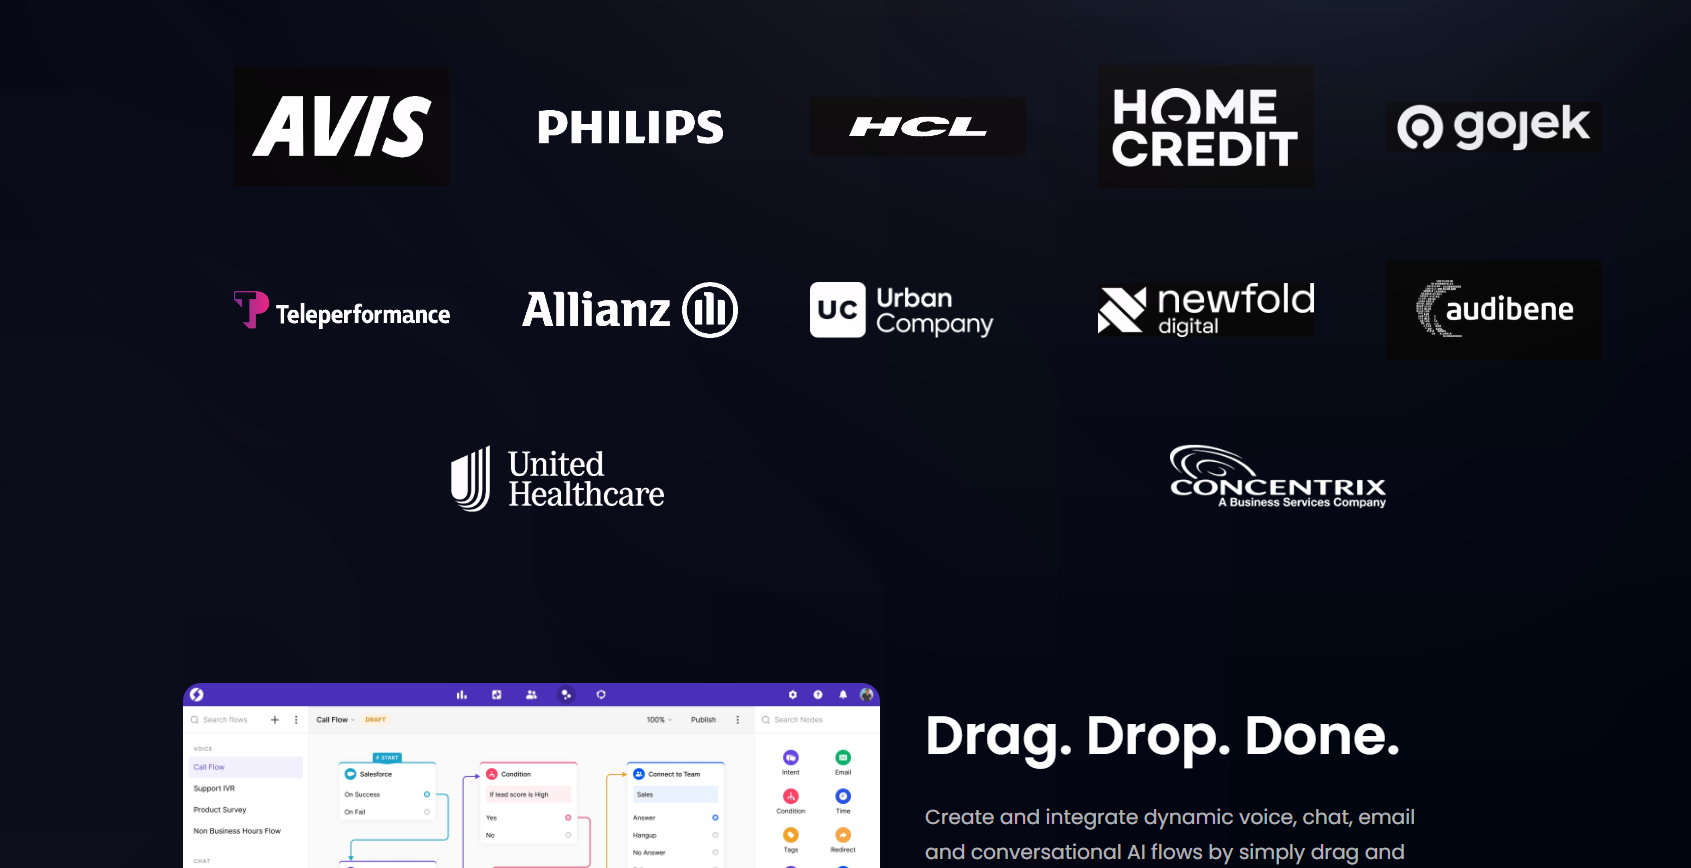 AVIS
PHILIPS
HCL
HOME
CREDIT
gojek
Teleperformance
Allianz
UC Urban
Company
newfold
digital
audibene
United
Healthcare
CONCENTRIX
A Business Services Company
Search flows
Call Flow
DRAFT
100%
Publish
Search Nodes
VOICE
Call Flow
Support IVR
Product Survey
Non Business Hours Flow
CHAT
START
Salesforce
On Success
On Fail
Condition
If lead score is High
Yes
No
Connect to Team
Sales
Answer
Hangup
No Answer
Intent
Email
Condition
Time
Tags
Redirect
Drag. Drop. Done.
Create and integrate dynamic voice, chat, email
and conversational AI flows by simply drag and